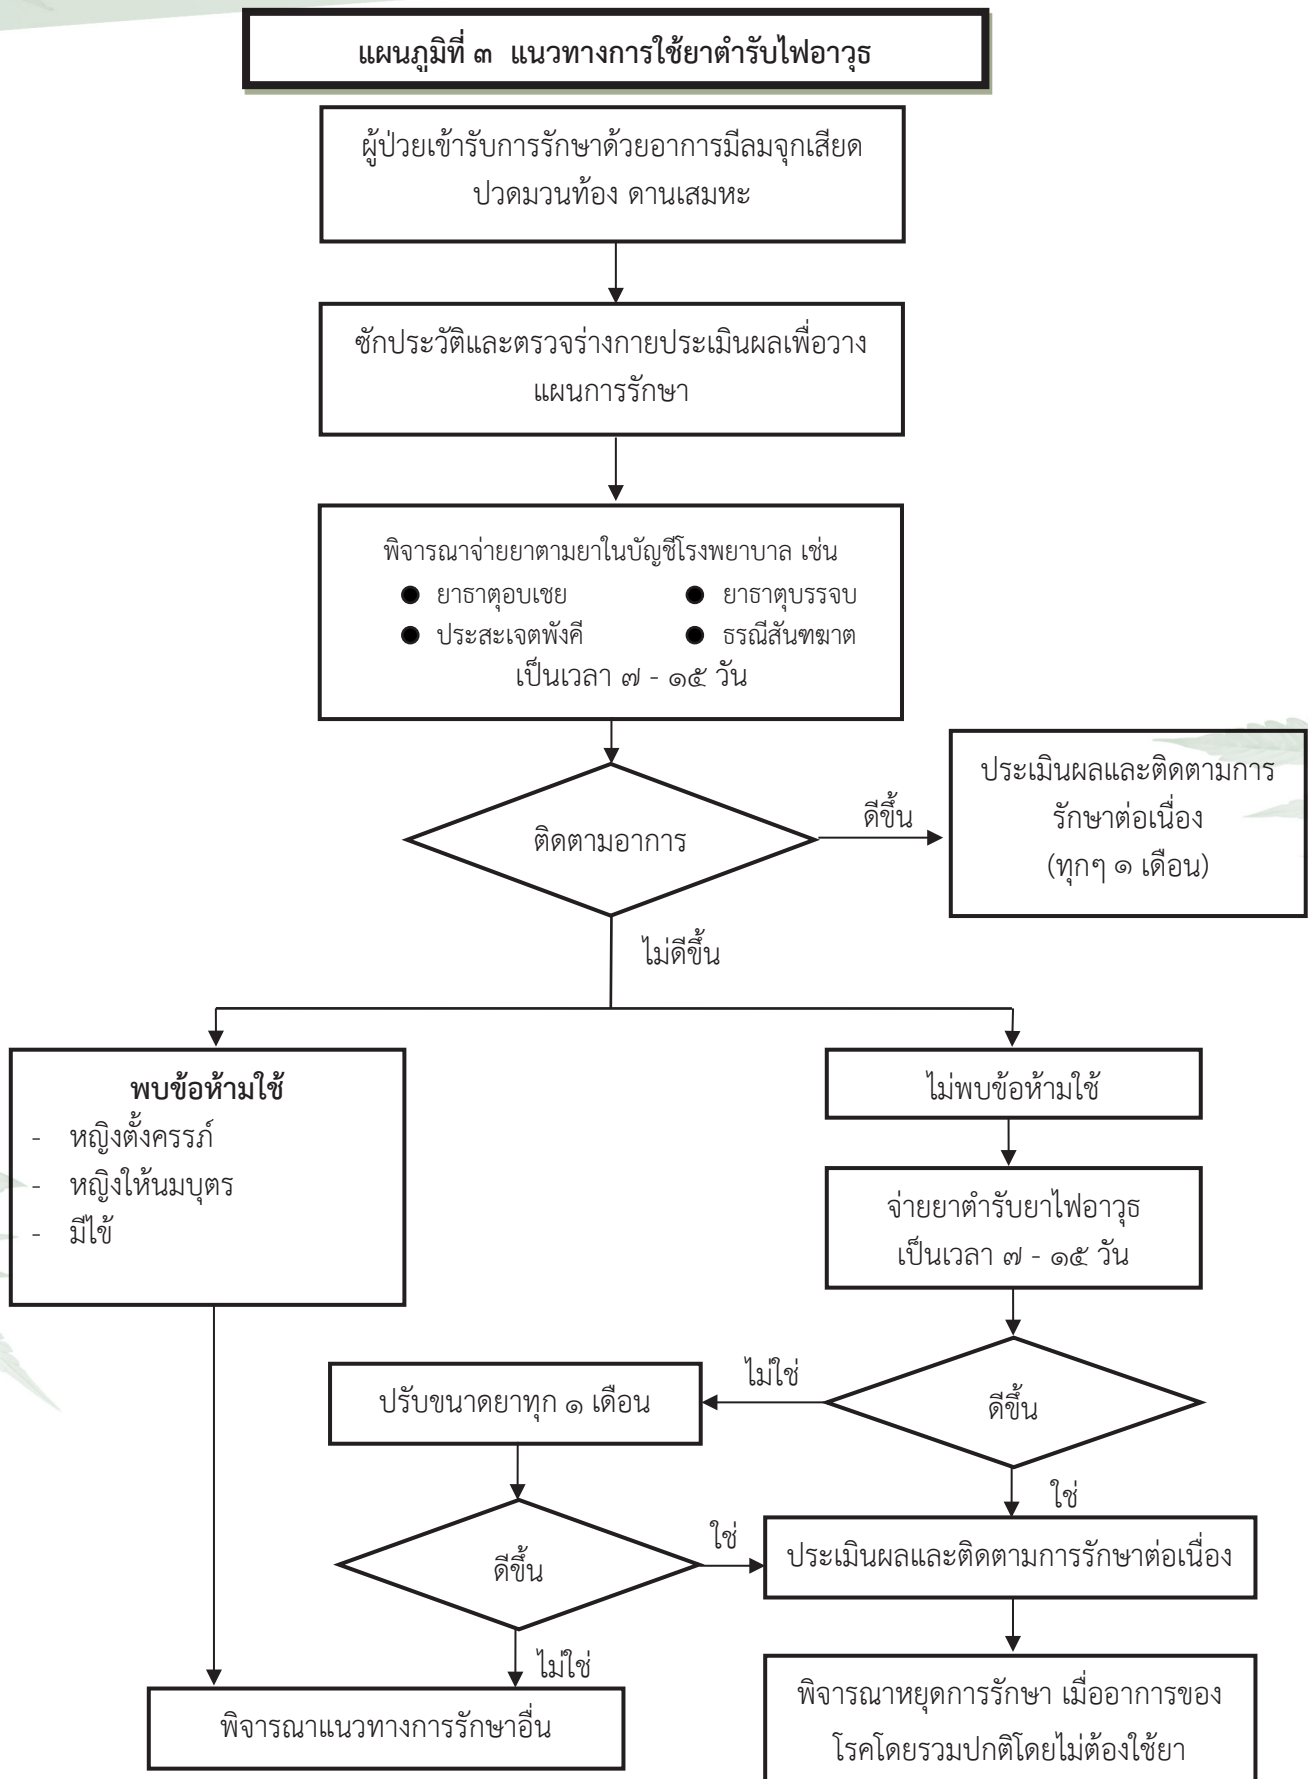 แผนภูมิที่ ๓ แนวทางการใช้ยาตำรับไฟอาวุธ
ผู้ป่วยเข้ารับการรักษาด้วยอาการมีลมจุกเสียด
ปวดมวนท้อง ดานเสมหะ
ซักประวัติและตรวจร่างกายประเมินผลเพื่อวาง
แผนการรักษา
พิจารณาจ่ายยาตามยาในบัญชีโรงพยาบาล เช่น
● ยาธาตุอบเชย ● ยาธาตุบรรจบ
● ประสะเจตพังคี ● ธรณีสันฑฆาต
เป็นเวลา ๗ - ๑๕ วัน
ติดตามอาการ
ดีขึ้น
ประเมินผลและติดตามการ
รักษาต่อเนื่อง
(ทุกๆ ๑ เดือน)
ไม่ดีขึ้น
พบข้อห้ามใช้
- หญิงตั้งครรภ์
- หญิงให้นมบุตร
- มีไข้
ไม่พบข้อห้ามใช้
จ่ายยาตำรับยาไฟอาวุธ
เป็นเวลา ๗ - ๑๕ วัน
ดีขึ้น
ไม่ใช่
ปรับขนาดยาทุก ๑ เดือน
ใช่
ดีขึ้น
ใช่
ประเมินผลและติดตามการรักษาต่อเนื่อง
ไม่ใช่
พิจารณาแนวทางการรักษาอื่น
พิจารณาหยุดการรักษา เมื่ออาการของ
โรคโดยรวมปกติโดยไม่ต้องใช้ยา